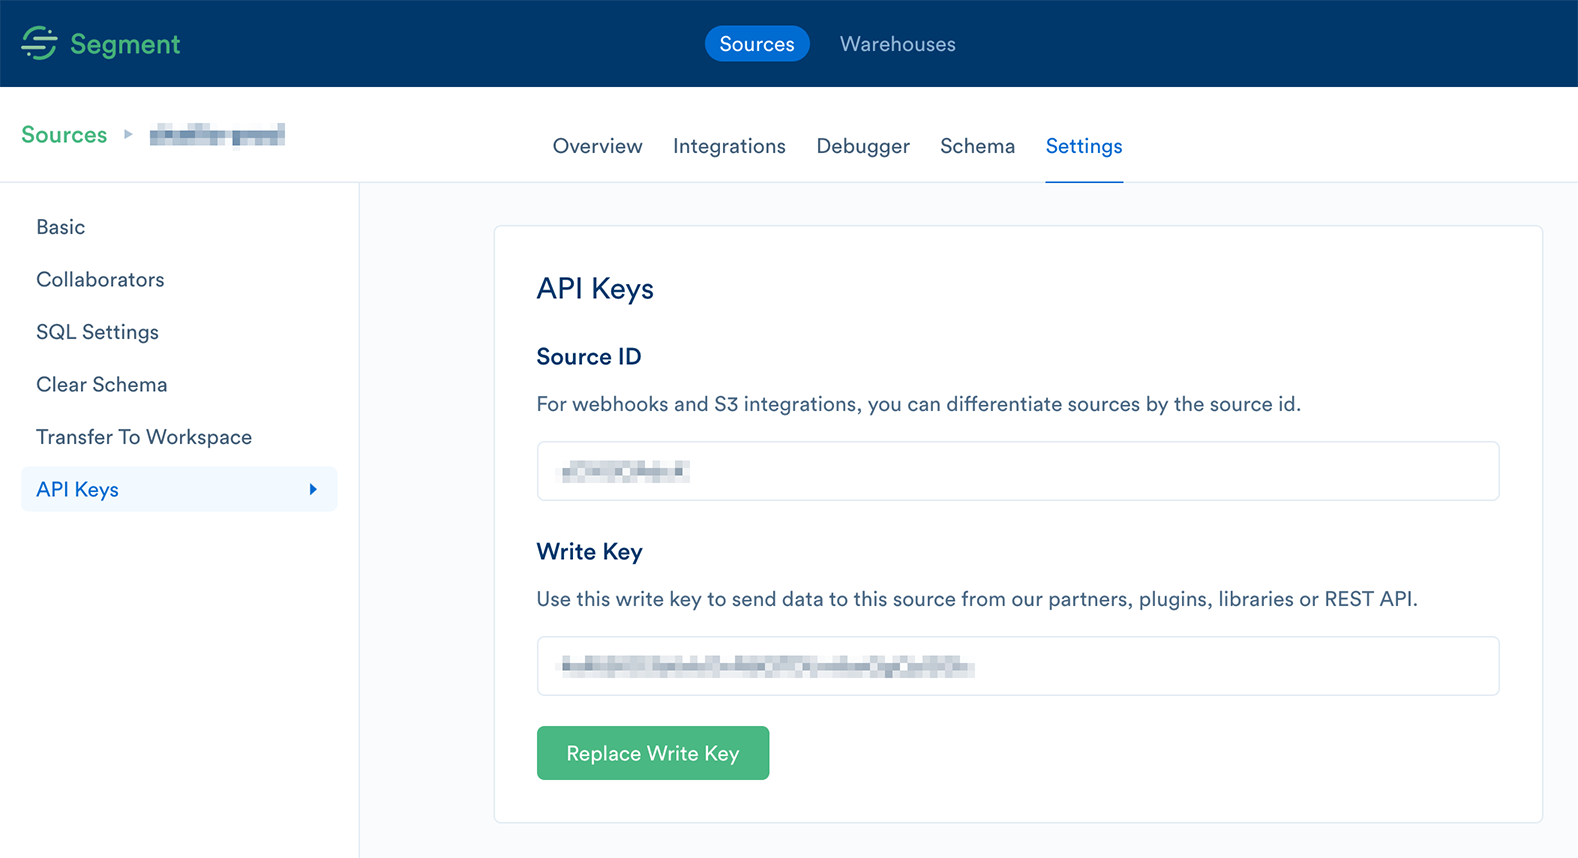 Segment
Sources
Warehouses
Sources
Overview
Integrations
Debugger
Schema
Settings
Basic
Collaborators
SQL Settings
Clear Schema
Transfer To Workspace
API Keys
API Keys
Source ID
For webhooks and S3 integrations, you can differentiate sources by the source id.
Write Key
Use this write key to send data to this source from our partners, plugins, libraries or REST API.
Replace Write Key